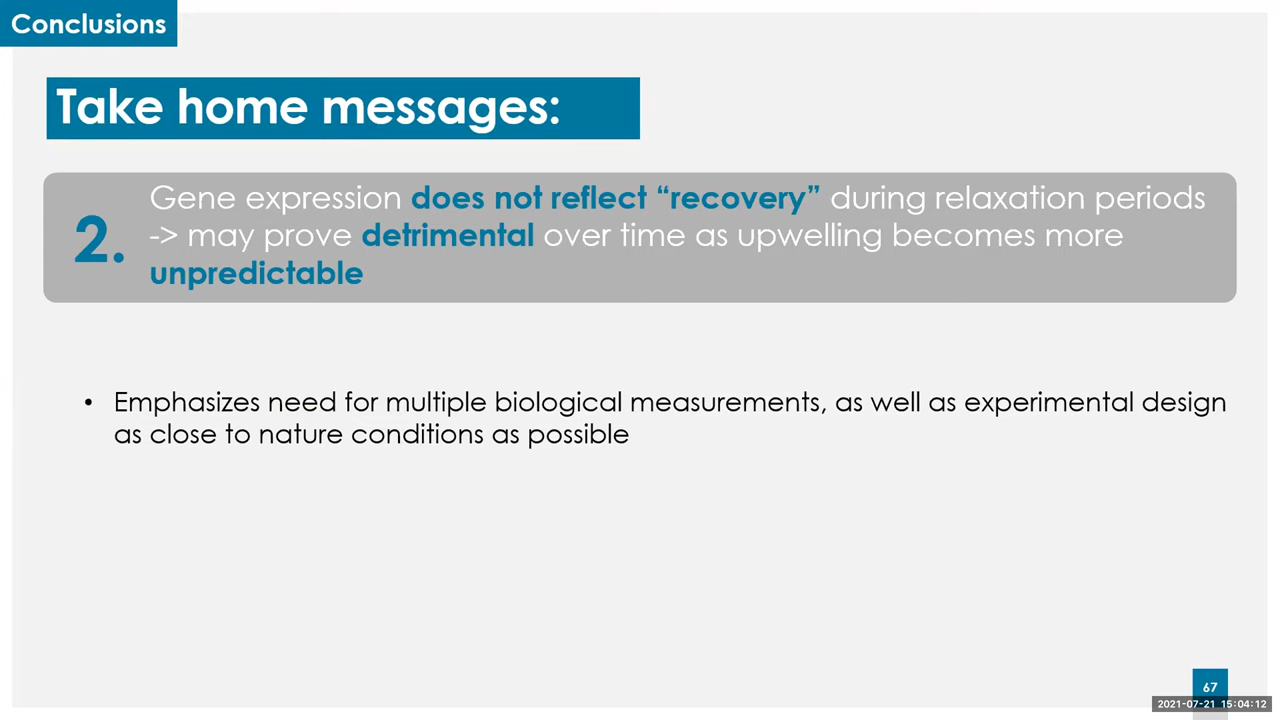 Conclusions
Take home messages:
2.
Gene expression does not reflect “recovery” during relaxation periods
-> may prove detrimental over time as upwelling becomes more
unpredictable
• Emphasizes need for multiple biological measurements, as well as experimental design
as close to nature conditions as possible
67
2021-07-21 15:04:12